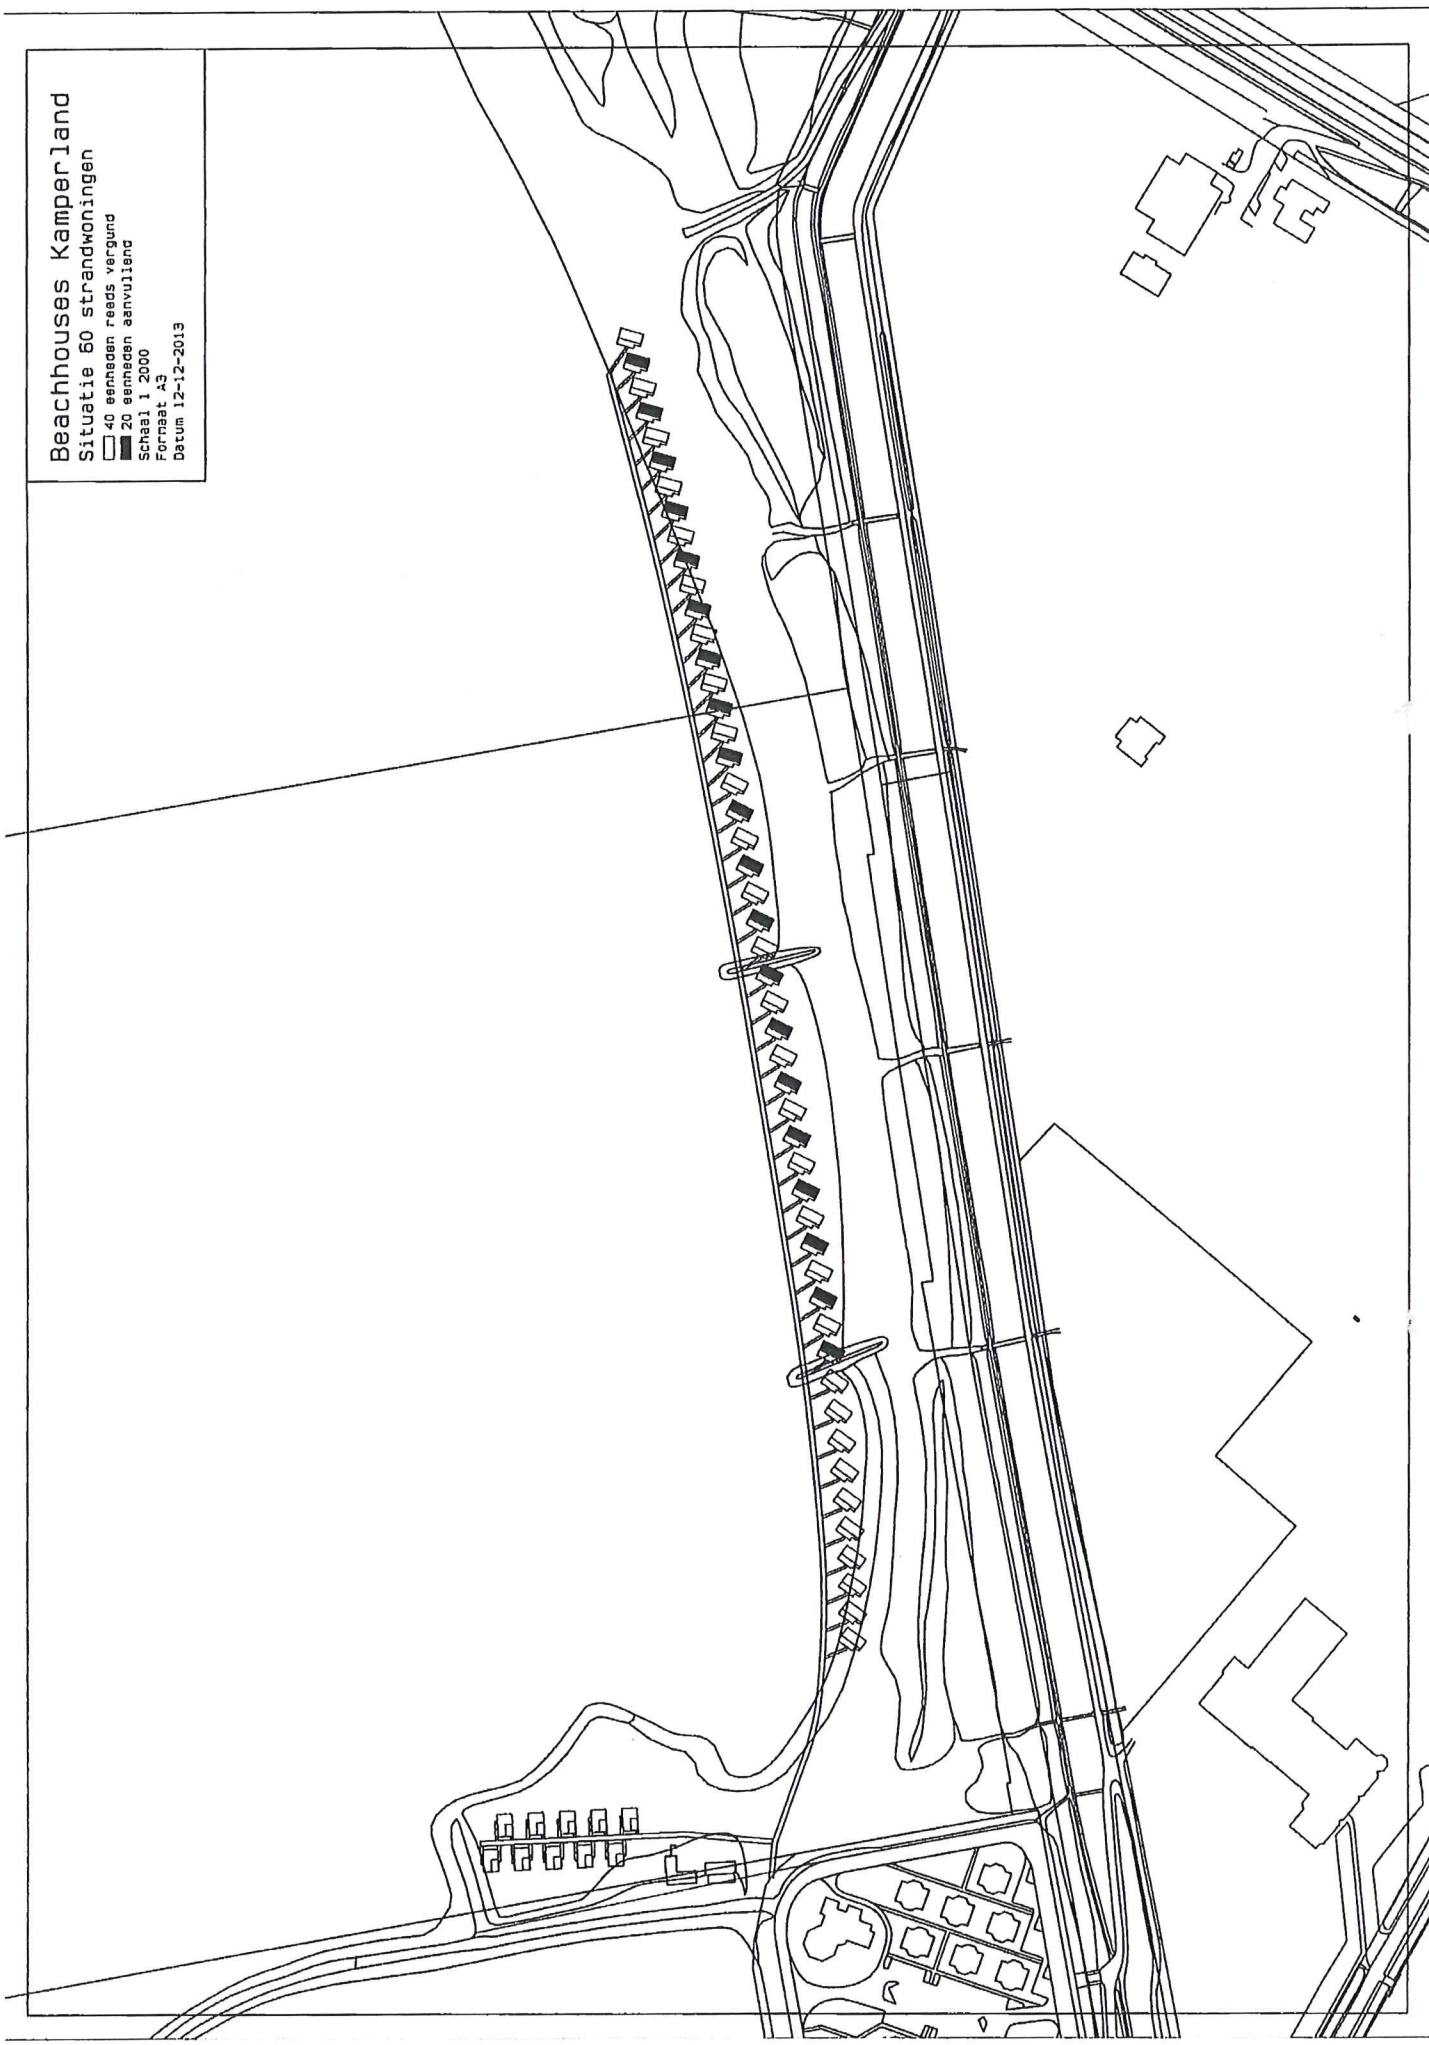 Beachhouses Kamperland
Situatie 60 strandwoningen
40 eenheden reeds vergund
20 eenheden aanvullend
Schaal 1 2000
Formaat A3
Datum 12-12-2013